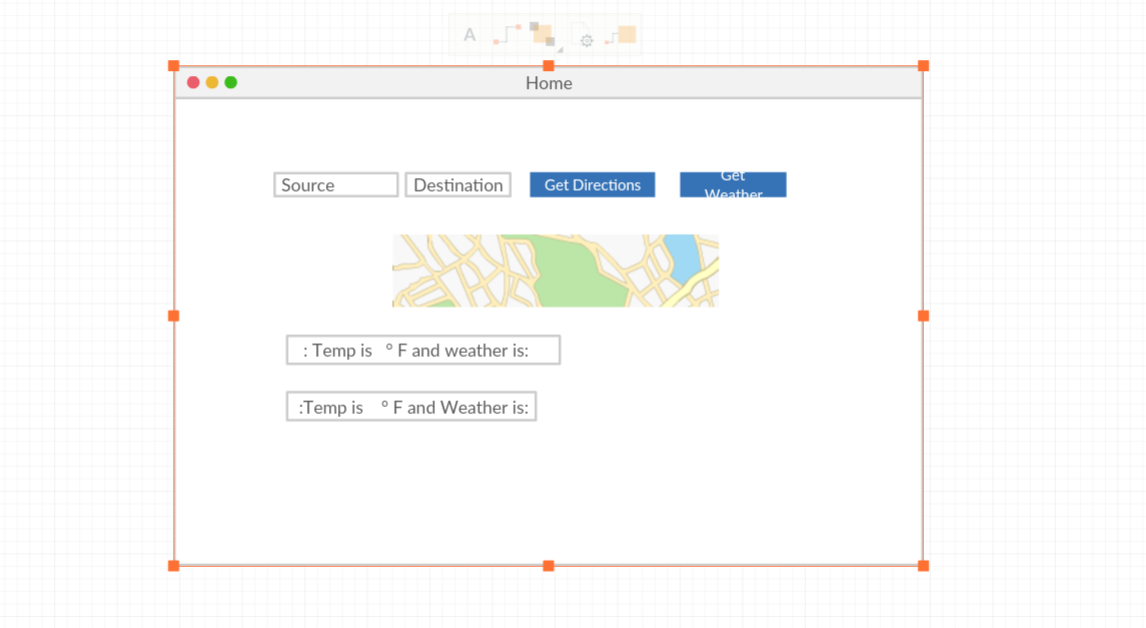 A
Home
Source
Destination
Get Directions
Get
Weather
: Temp is ° F and weather is:
:Temp is ° F and Weather is: